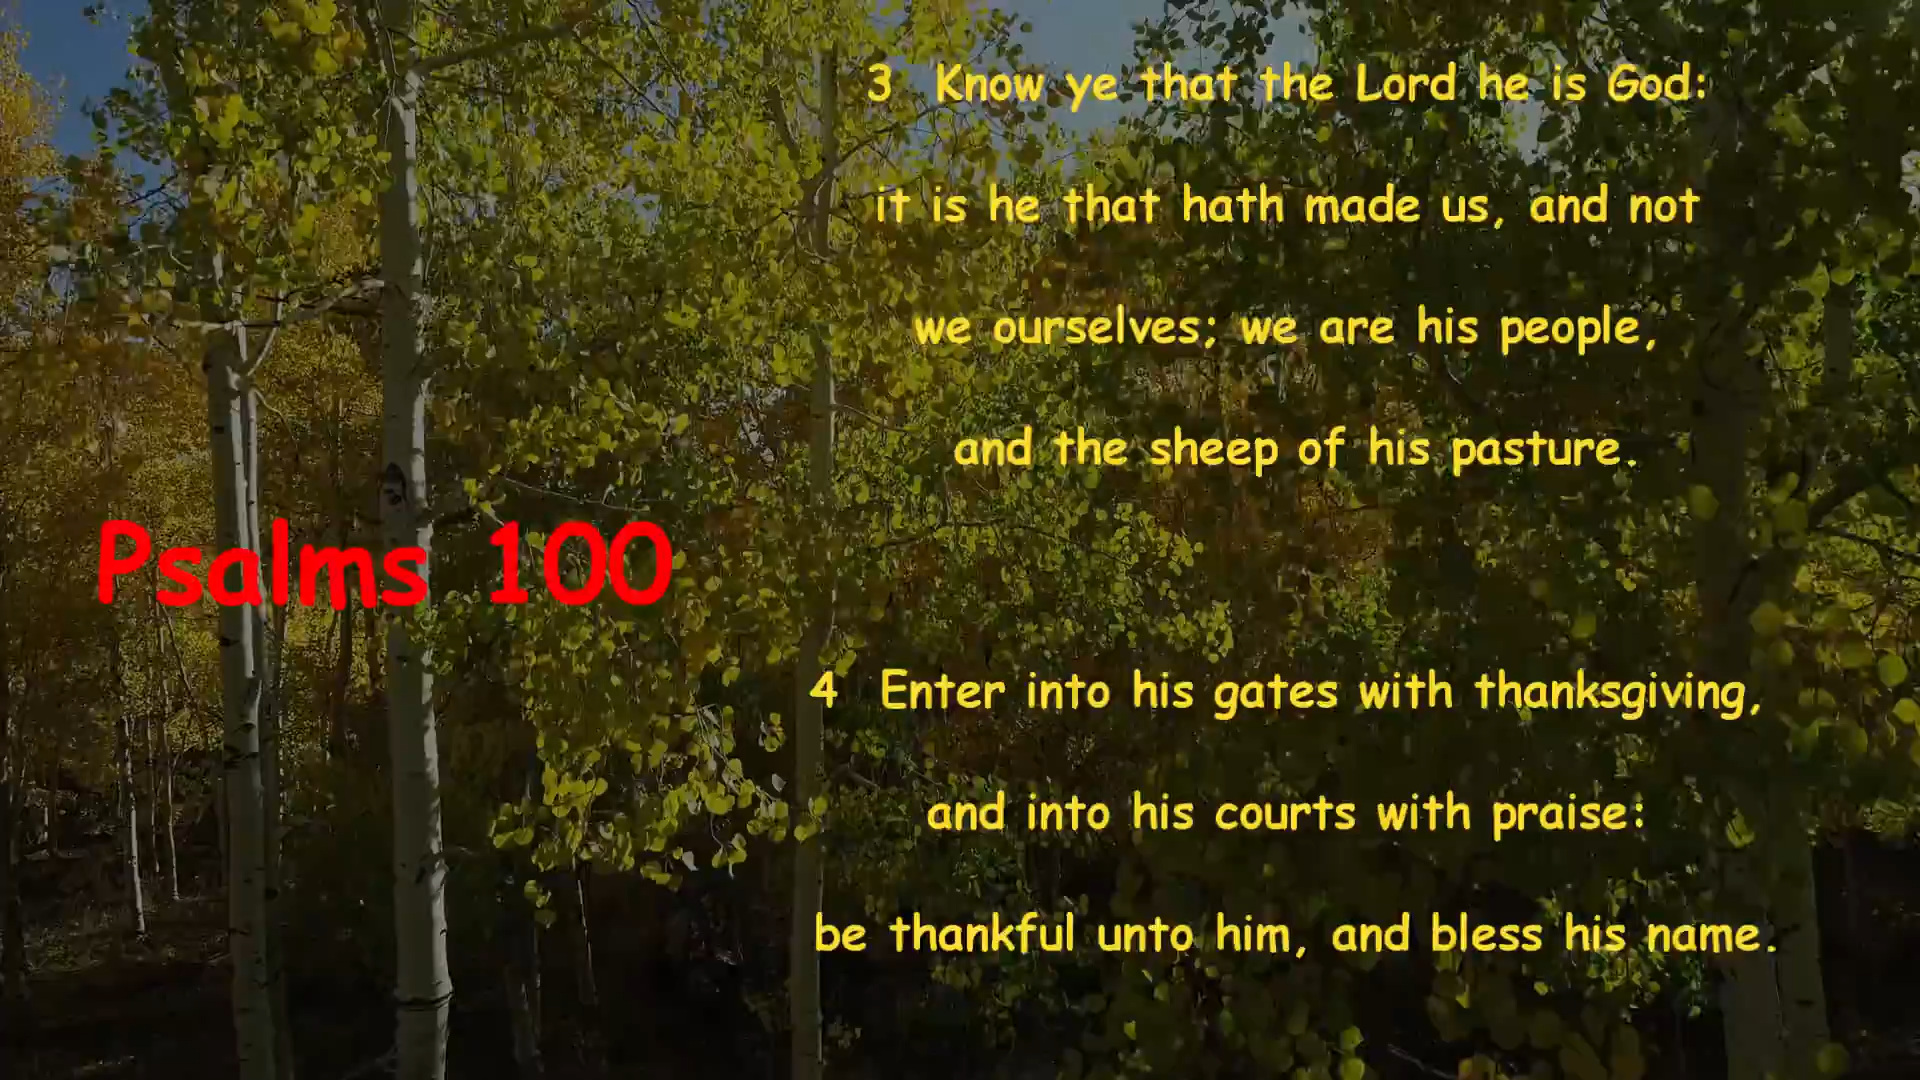 Psalms 100
3 Know ye that the Lord he is God:
it is he that hath made us, and not
we ourselves; we are his people,
and the sheep of his pasture.
4 Enter into his gates with thanksgiving,
and into his courts with praise:
be thankful unto him, and bless his name.